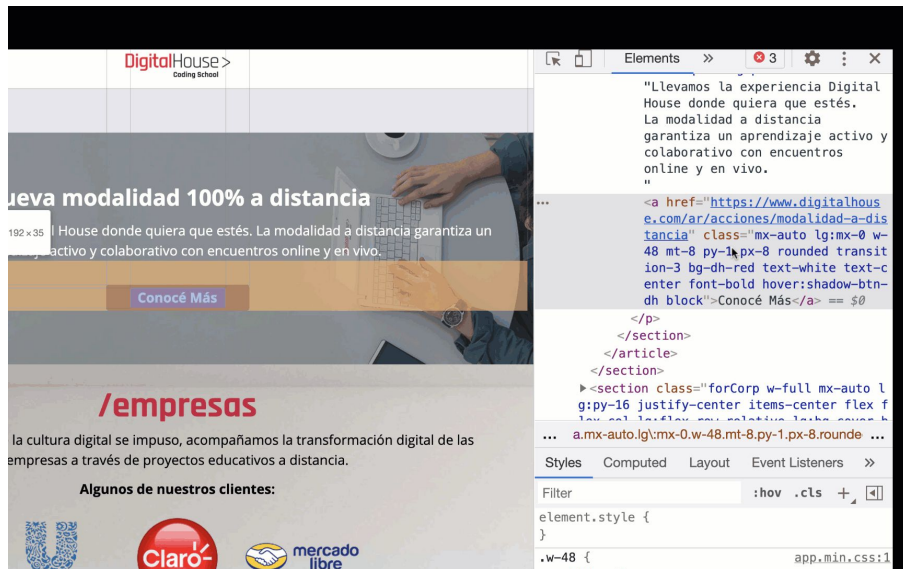 DigitalHouse>
Coding School
ueva modalidad 100% a distancia
192 × 35
l House donde quiera que estés. La modalidad a distancia garantiza un
activo y colaborativo con encuentros online y en vivo.
Conocé Más
/empresas
la cultura digital se impuso, acompañamos la transformación digital de las
empresas a través de proyectos educativos a distancia.
Algunos de nuestros clientes:
Claro-
mercado
libre
Elements
»
3
"Llevamos la experiencia Digital
House donde quiera que estés.
La modalidad a distancia
garantiza un aprendizaje activo y
colaborativo con encuentros
online y en vivo.
"
<a href="https://www.digitalhous
e.com/ar/acciones/modalidad-a-dis
tancia" class="mx-auto lg:mx-0 w-
48 mt-8 py-1 px-8 rounded transit
ion-3 bg-dh-red text-white text-c
enter font-bold hover:shadow-btn-
dh block">Conocé Más</a> == $0
</p>
</section>
</article>
</section>
<section class="forCorp w-full mx-auto l
g:py-16 justify-center items-center flex f
... a.mx-auto.lg\:mx-0.w-48.mt-8.py-1.px-8.rounde ...
Styles Computed Layout Event Listeners »
Filter :hov .cls +
element.style {
}
.w-48 { app.min.css:1